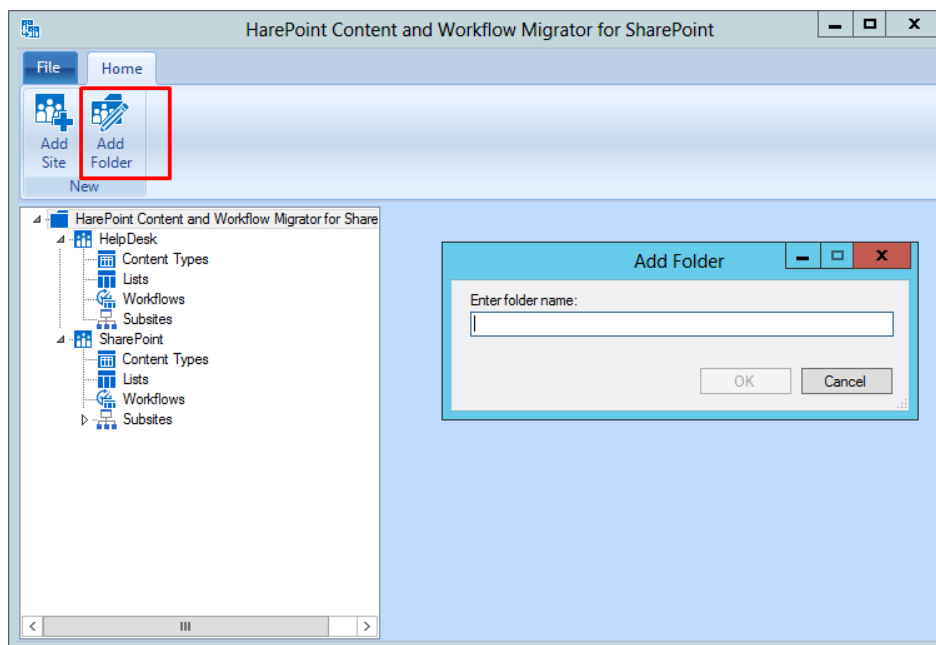 HarePoint Content and Workflow Migrator for SharePoint
File
Home
Add
Site
Add
Folder
New
HarePoint Content and Workflow Migrator for Share
HelpDesk
Content Types
Lists
Workflows
Subsites
SharePoint
Content Types
Lists
Workflows
Subsites
Add Folder
Enter folder name:
OK
Cancel